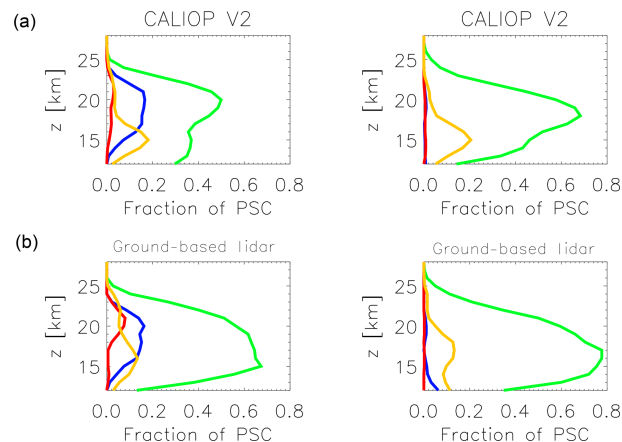 (a)
CALIOP V2
CALIOP V2
z [km]
25
20
15
0.0 0.2 0.4 0.6 0.8
Fraction of PSC
z [km]
25
20
15
0.0 0.2 0.4 0.6 0.8
Fraction of PSC
(b)
Ground-based lidar
Ground-based lidar
z [km]
25
20
15
0.0 0.2 0.4 0.6 0.8
Fraction of PSC
z [km]
25
20
15
0.0 0.2 0.4 0.6 0.8
Fraction of PSC